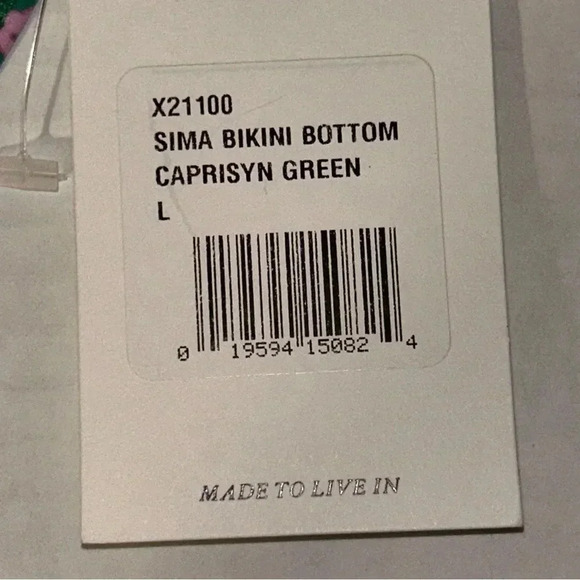 X21100
SIMA BIKINI BOTTOM
CAPRISYN GREEN
L
0 19594 15082 4
MADE TO LIVE IN